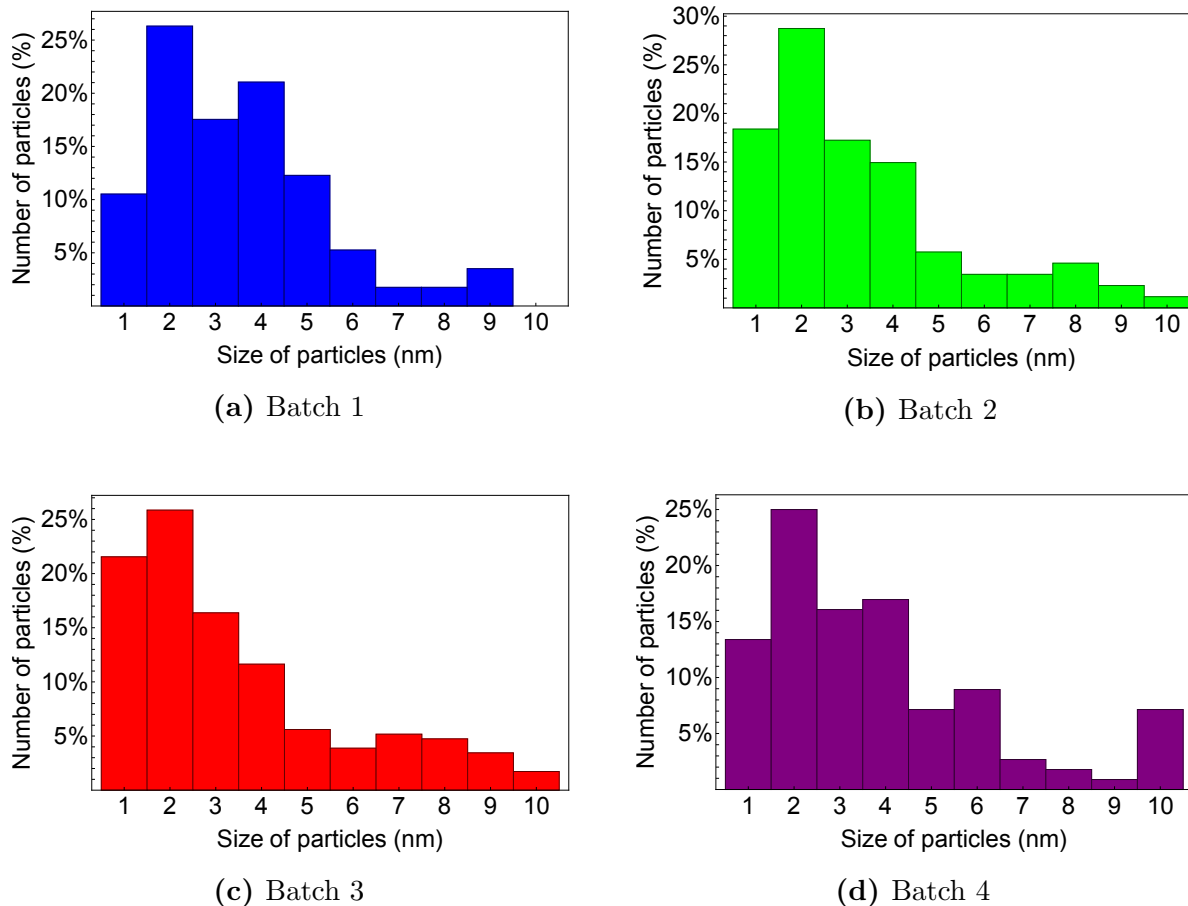 Number of particles (%)
25%
20%
15%
10%
5%
1 2 3 4 5 6 7 8 9 10
Size of particles (nm)
(a) Batch 1
Number of particles (%)
30%
25%
20%
15%
10%
5%
1 2 3 4 5 6 7 8 9 10
Size of particles (nm)
(b) Batch 2
Number of particles (%)
25%
20%
15%
10%
5%
1 2 3 4 5 6 7 8 9 10
Size of particles (nm)
(c) Batch 3
Number of particles (%)
25%
20%
15%
10%
5%
1 2 3 4 5 6 7 8 9 10
Size of particles (nm)
(d) Batch 4